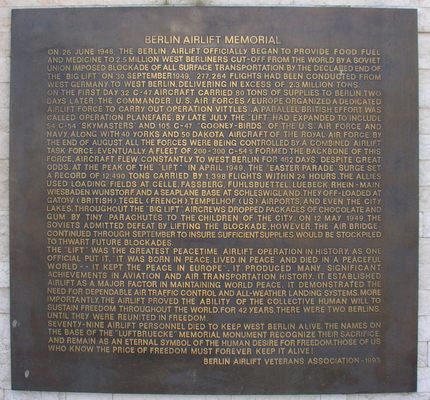 BERLIN AIRLIFT MEMORIAL
ON 26 JUNE 1948, THE BERLIN AIRLIFT OFFICIALLY BEGAN TO PROVIDE FOOD, FUEL
AND MEDICINE TO 2.5 MILLION WEST BERLINERS CUT-OFF FROM THE WORLD BY A SOVIET
UNION IMPOSED BLOCKADE OF ALL SURFACE TRANSPORTATION. BY THE DECLARED END OF
THE "BIG LIFT" ON 30 SEPTEMBER 1949, 277,264 FLIGHTS HAD BEEN CONDUCTED FROM
WEST GERMANY TO WEST BERLIN, DELIVERING IN EXCESS OF 2.3 MILLION TONS.
ON THE FIRST DAY 32 C-47 AIRCRAFT CARRIED 80 TONS OF SUPPLIES TO BERLIN. TWO
DAYS LATER, THE COMMANDER, U.S. AIR FORCES/EUROPE ORGANIZED A DEDICATED
AIRLIFT FORCE TO CARRY OUT OPERATION VITTLES. A PARALLEL BRITISH EFFORT WAS
CALLED OPERATION PLANEFARE. BY LATE JULY THE "LIFT" HAD EXPANDED TO INCLUDE
54 C-54 "SKYMASTERS" AND 105 C-47 "GOONEY-BIRDS" OF THE U.S. AIR FORCE AND
NAVY, ALONG WITH 40 YORKS AND 50 DAKOTA AIRCRAFT OF THE ROYAL AIR FORCE. BY
THE END OF AUGUST ALL THE FORCES WERE BEING CONTROLLED BY A COMBINED AIRLIFT
TASK FORCE. EVENTUALLY A FLEET OF 200-300 C-54'S FORMED THE BACKBONE OF THIS
FORCE. AIRCRAFT FLEW CONSTANTLY TO WEST BERLIN FOR 462 DAYS, DESPITE GREAT
ODDS. AT THE PEAK OF THE "LIFT" IN APRIL 1949, THE "EASTER PARADE" SURGE SET
A RECORD OF 12,940 TONS CARRIED BY 1,398 FLIGHTS WITHIN 24 HOURS. THE ALLIES
USED LOADING FIELDS AT CELLE, FASSBERG, FUHLSBUETTEL, LUEBECK, RHEIN-MAIN
WIESBADEN, WUNSTORF, AND A SEAPLANE BASE AT SCHLESWIGLAND. THEY OFF-LOADED AT
GATOW (BRITISH), TEGEL (FRENCH), TEMPELHOF (US) AIRPORTS, AND EVEN THE CITY
LAKES. THROUGHOUT THE "BIG LIFT" AIRCREWS DROPPED PACKAGES OF CHOCOLATE AND
GUM BY TINY PARACHUTES TO THE CHILDREN OF THE CITY. ON 12 MAY 1949, THE
SOVIETS ADMITTED DEFEAT BY LIFTING THE BLOCKADE. HOWEVER, THE AIR BRIDGE
CONTINUED THROUGH SEPTEMBER TO INSURE SUFFICIENT SUPPLIES WOULD BE STOCKPILED
TO THWART FUTURE BLOCKADES.
THE "LIFT" WAS THE GREATEST PEACETIME AIRLIFT OPERATION IN HISTORY. AS ONE
OFFICIAL PUT IT, "IT WAS BORN IN PEACE, LIVED IN PEACE AND DIED IN A PEACEFUL
WORLD -- IT KEPT THE PEACE IN EUROPE". IT PRODUCED MANY SIGNIFICANT
ACHIEVEMENTS IN AVIATION AND AIR TRANSPORTATION HISTORY. IT ESTABLISHED
AIRLIFT AS A MAJOR FACTOR IN MAINTAINING WORLD PEACE. IT DEMONSTRATED THE
NEED FOR DEPENDABLE AIR TRAFFIC CONTROL AND ALL-WEATHER LANDING SYSTEMS. MORE
IMPORTANTLY, THE AIRLIFT PROVED THE ABILITY OF THE COLLECTIVE HUMAN WILL TO
SUSTAIN FREEDOM THROUGHOUT THE WORLD. FOR 42 YEARS, THERE WERE TWO BERLINS,
UNTIL THEY WERE REUNITED IN FREEDOM.
SEVENTY-NINE AIRLIFT PERSONNEL DIED TO KEEP WEST BERLIN ALIVE. THE NAMES ON
THE BASE OF THE "LUFTBRUECKE" MEMORIAL MONUMENT RECOGNIZE THEIR SACRIFICE
AND REMAIN AS AN ETERNAL SYMBOL OF THE HUMAN DESIRE FOR FREEDOM. THOSE OF US
WHO KNOW THE PRICE OF FREEDOM MUST FOREVER KEEP IT ALIVE!
BERLIN AIRLIFT VETERANS ASSOCIATION - 1993